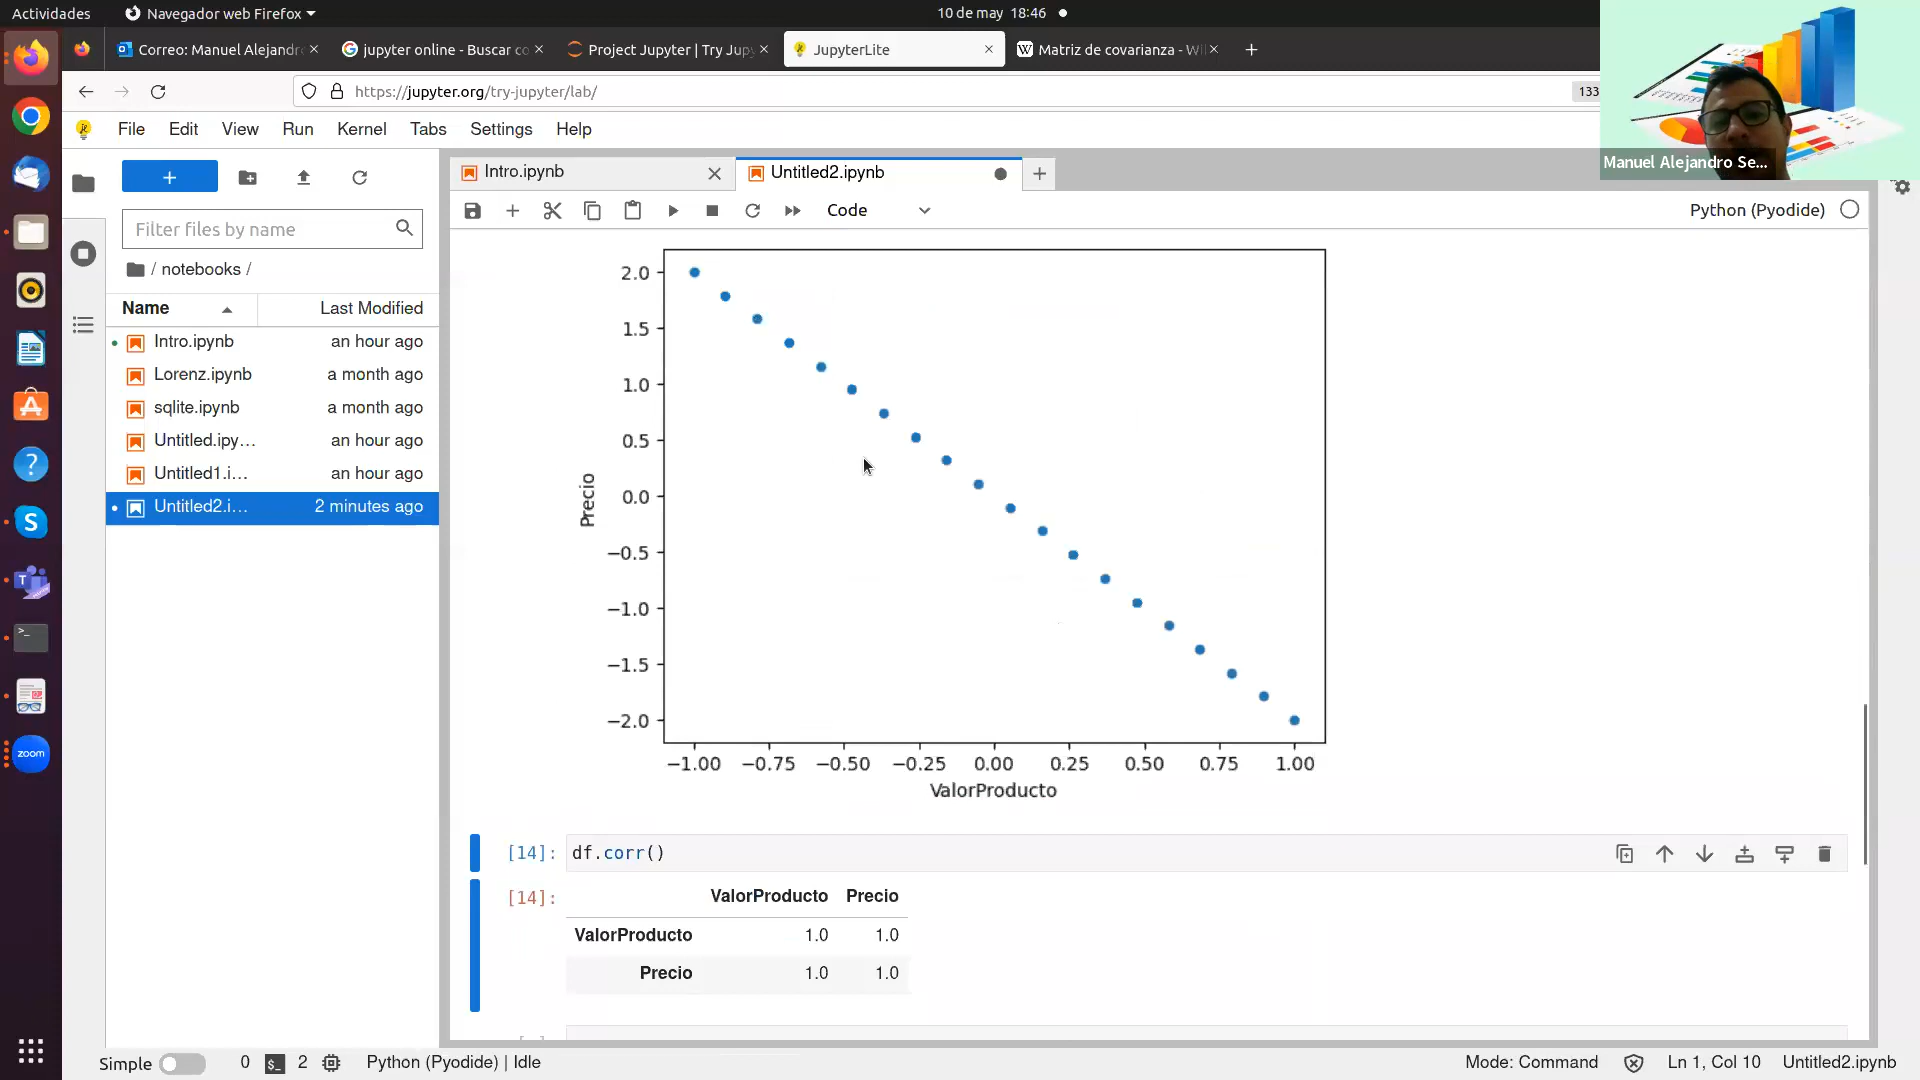 Actividades
Navegador web Firefox
10 de may 18:46
Correo: Manuel Alejandr
jupyter online - Buscar co
Project Jupyter | Try Jup
JupyterLite
Matriz de covarianza - Wi
https://jupyter.org/try-jupyter/lab/
133
File Edit View Run Kernel Tabs Settings Help
Manuel Alejandro Se...
Intro.ipynb
Untitled2.ipynb
Code
Python (Pyodide)
Filter files by name
/ notebooks /
Name Last Modified
Intro.ipynb an hour ago
Lorenz.ipynb a month ago
sqlite.ipynb a month ago
Untitled.ipy... an hour ago
Untitled1.i... an hour ago
Untitled2.i... 2 minutes ago
2.0
1.5
1.0
0.5
0.0
−0.5
−1.0
−1.5
−2.0
Precio
−1.00 −0.75 −0.50 −0.25 0.00 0.25 0.50 0.75 1.00
ValorProducto
[14]: df.corr()
[14]: ValorProducto Precio
ValorProducto 1.0 1.0
Precio 1.0 1.0
zoom
Simple 0 2 Python (Pyodide) | Idle
Mode: Command Ln 1, Col 10 Untitled2.ipynb